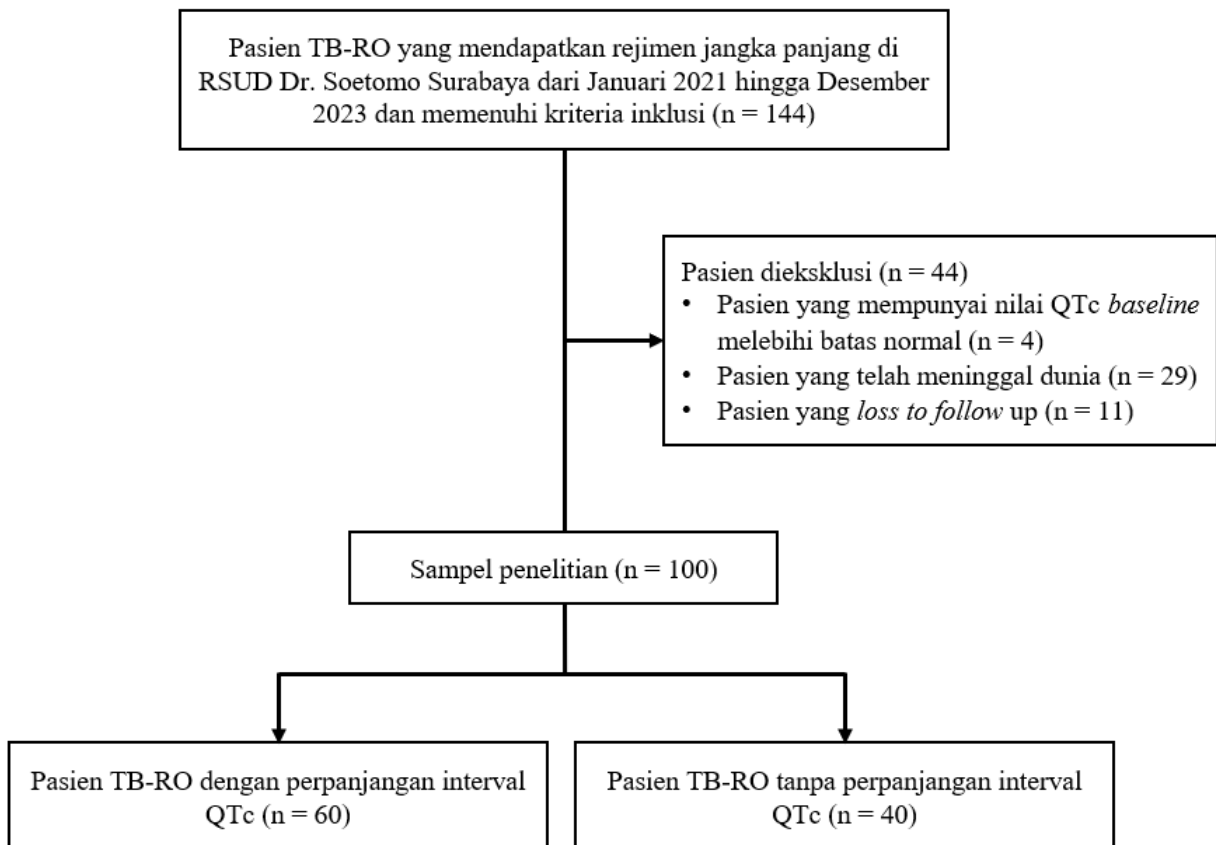 Pasien TB-RO yang mendapatkan rejimen jangka panjang di
RSUD Dr. Soetomo Surabaya dari Januari 2021 hingga Desember
2023 dan memenuhi kriteria inklusi (n = 144)
Pasien dieksklusi (n = 44)
• Pasien yang mempunyai nilai QTc baseline
melebihi batas normal (n = 4)
• Pasien yang telah meninggal dunia (n = 29)
• Pasien yang loss to follow up (n = 11)
Sampel penelitian (n = 100)
Pasien TB-RO dengan perpanjangan interval
QTc (n = 60)
Pasien TB-RO tanpa perpanjangan interval
QTc (n = 40)